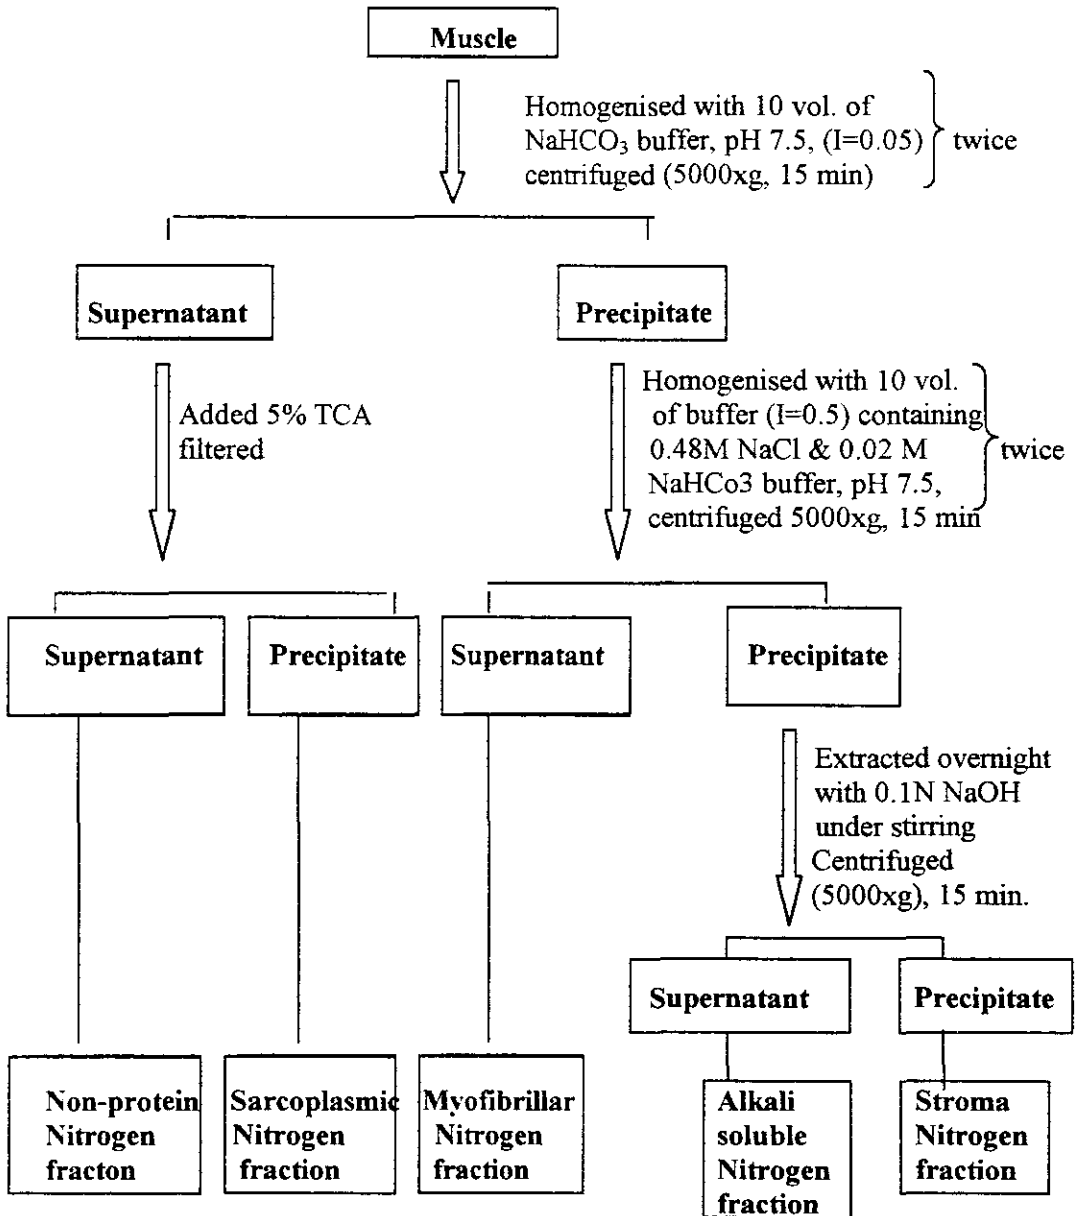 Muscle
Homogenised with 10 vol. of
NaHCO₃ buffer, pH 7.5, (I=0.05)
centrifuged (5000xg, 15 min)
twice
Supernatant
Precipitate
Added 5% TCA
filtered
Homogenised with 10 vol.
of buffer (I=0.5) containing
0.48M NaCl & 0.02 M
NaHCo3 buffer, pH 7.5,
centrifuged 5000xg, 15 min
twice
Supernatant
Precipitate
Supernatant
Precipitate
Extracted overnight
with 0.1N NaOH
under stirring
Centrifuged
(5000xg), 15 min.
Supernatant
Precipitate
Non-protein
Nitrogen
fracton
Sarcoplasmic
Nitrogen
fraction
Myofibrillar
Nitrogen
fraction
Alkali
soluble
Nitrogen
fraction
Stroma
Nitrogen
fraction